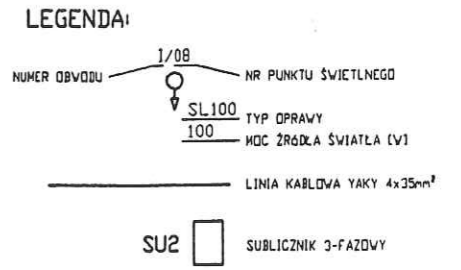 LEGENDA:
I/08
NUMER OBWODU
NR PUNKTU ŚWIETLNEGO
SL100 TYP OPRAWY
100 MOC ŹRÓDŁA ŚWIATŁA [W]
LINIA KABLOWA YAKY 4x35mm²
SU2 SUBLICZNIK 3-FAZOWY